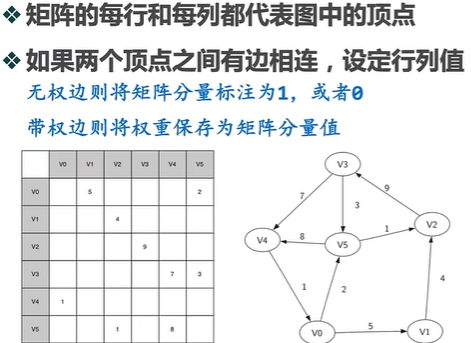 ❖ 矩阵的每行和每列都代表图中的顶点
❖ 如果两个顶点之间有边相连，设定行列值
无权边则将矩阵分量标注为1，或者0
带权边则将权重保存为矩阵分量值
V0 V1 V2 V3 V4 V5
V0 5 2
V1 4
V2 9
V3 7 3
V4 1
V5 1 8
V3
7 3 9
V4 8 V5 1 V2
1 2 4
V0 5 V1